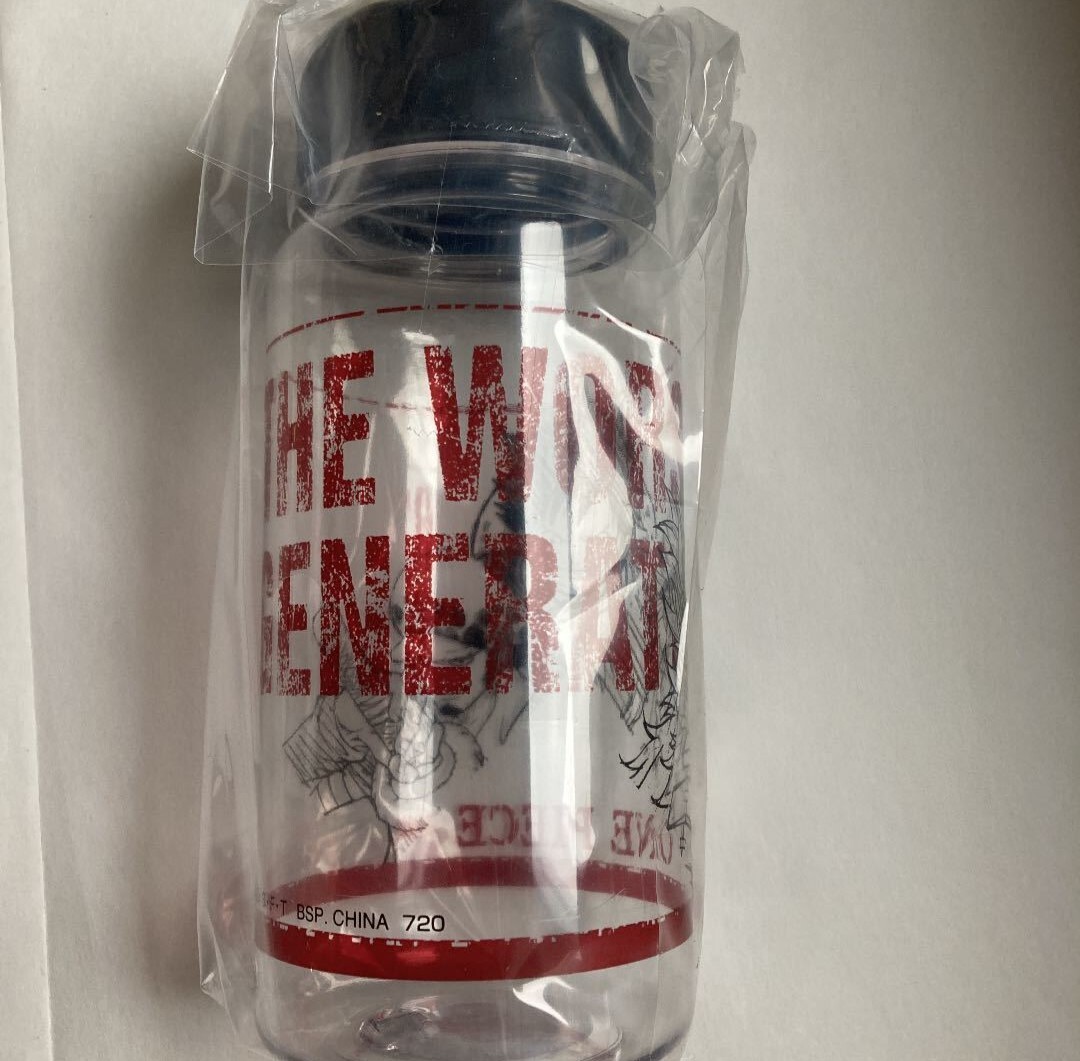 THE WOR
GENERAT
ONE PIECE
F·T BSP. CHINA 720